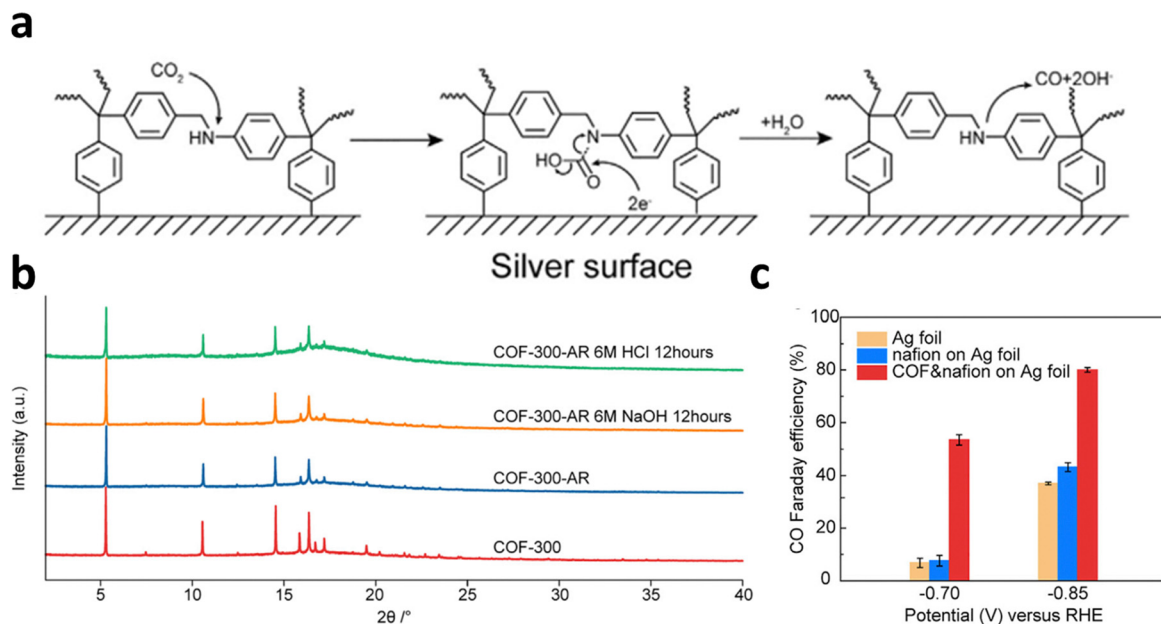 a
CO2
HN
N
HO
O
2e-
+H2O
CO+2OH-
HN
Silver surface
b
Intensity (a.u.)
COF-300-AR 6M HCl 12hours
COF-300-AR 6M NaOH 12hours
COF-300-AR
COF-300
5 10 15 20 25 30 35 40
2θ /°
c
CO Faraday efficiency (%)
100
80
60
40
20
0
Ag foil
nafion on Ag foil
COF&nafion on Ag foil
-0.70 -0.85
Potential (V) versus RHE